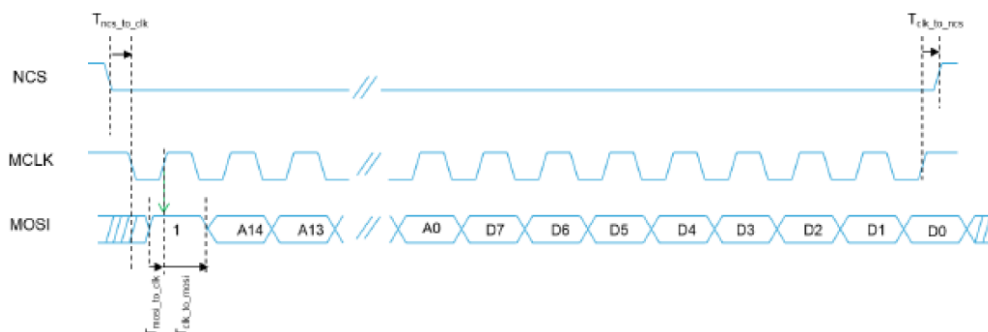 Tncs_to_clk Tclk_to_ncs
NCS
MCLK
MOSI 1 A14 A13 A0 D7 D6 D5 D4 D3 D2 D1 D0
Tmosi_to_clk
Tclk_to_mosi